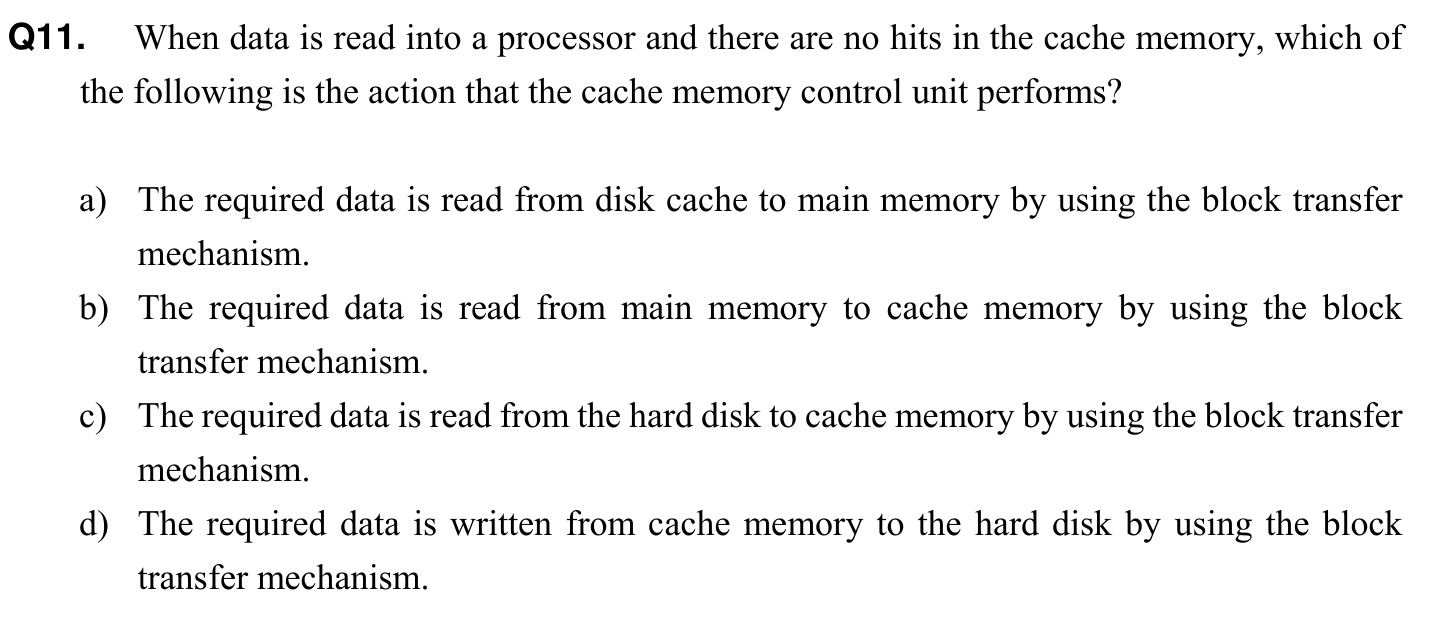 Q11. When data is read into a processor and there are no hits in the cache memory, which of
the following is the action that the cache memory control unit performs?
a) The required data is read from disk cache to main memory by using the block transfer
mechanism.
b) The required data is read from main memory to cache memory by using the block
transfer mechanism.
c) The required data is read from the hard disk to cache memory by using the block transfer
mechanism.
d) The required data is written from cache memory to the hard disk by using the block
transfer mechanism.